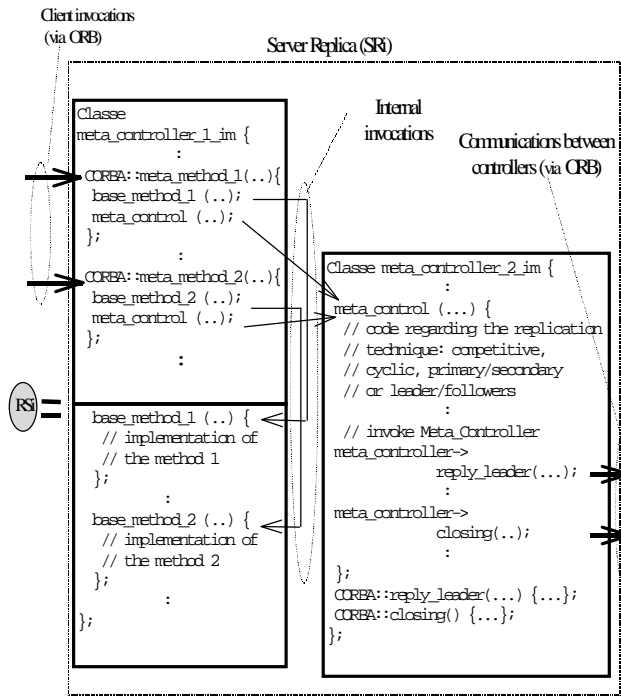 Client invocations
(via ORB)
Server Replica (SRi)
Internal
invocations
Communications between
controllers (via ORB)
Classe
meta_controller_1_im {
:
CORBA::meta_method_1(..){
base_method_1 (..);
meta_control (..);
};
:
CORBA::meta_method_2(..){
base_method_2 (..);
meta_control (..);
};
:
RSi
base_method_1 (..) {
// implementation of
// the method 1
};
:
base_method_2 (..) {
// implementation of
// the method 2
};
:
};
Classe meta_controller_2_im {
:
meta_control (...) {
// code regarding the replication
// technique: competitive,
// cyclic, primary/secondary
// or leader/followers
:
// invoke Meta_Controller
meta_controller->
reply_leader(...);
:
meta_controller->
closing(..);
:
};
CORBA::reply_leader(...) {...};
CORBA::closing() {...};
};